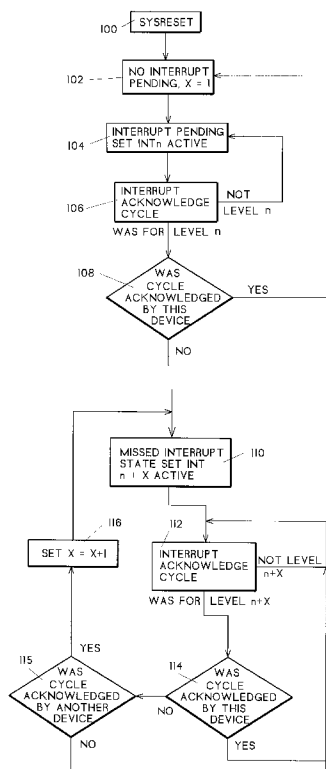 100
SYSRESET
102
NO INTERRUPT
PENDING, X = 1
104
INTERRUPT PENDING
SET INTn ACTIVE
106
INTERRUPT
ACKNOWLEDGE
CYCLE
NOT
LEVEL n
WAS FOR LEVEL n
108
WAS
CYCLE
ACKNOWLEDGED
BY THIS
DEVICE
YES
NO
MISSED INTERRUPT
STATE SET INT
n + X ACTIVE
110
116
SET X = X+1
112
INTERRUPT
ACKNOWLEDGE
CYCLE
NOT LEVEL
n+X
WAS FOR LEVEL n+X
YES
115
WAS
CYCLE
ACKNOWLEDGED
BY ANOTHER
DEVICE
NO
NO
114
WAS
CYCLE
ACKNOWLEDGED
BY THIS
DEVICE
YES